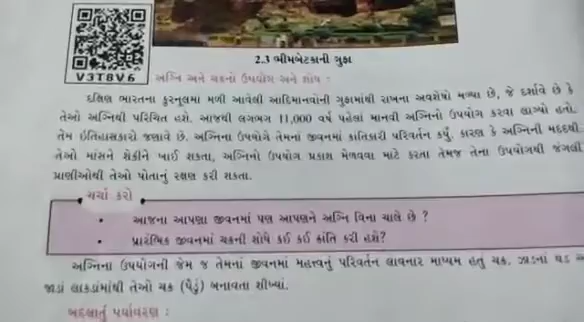 V3T8V6
2.3 ભીમબેટકાની ગુફા
અગ્નિ અને ચક્રનો ઉપયોગ અને શોધ :
દક્ષિણ ભારતના કુરનૂલમાં મળી આવેલી આદિમાનવોની ગુફામાંથી રાખના અવશેષો મળ્યા છે, જે દર્શાવે છે કે
તેઓ અગ્નિથી પરિચિત હશે. આજથી લગભગ 11,000 વર્ષ પહેલાં માનવી અગ્નિનો ઉપયોગ કરવા લાગ્યો હતો.
તેમ ઇતિહાસકારો જણાવે છે. અગ્નિના ઉપયોગે તેમનાં જીવનમાં ક્રાંતિકારી પરિવર્તન કર્યું. કારણ કે અગ્નિની મદદથી
તેઓ માંસને શેકીને ખાઈ શકતા, અગ્નિનો ઉપયોગ પ્રકાશ મેળવવા માટે કરતા તેમજ તેના ઉપયોગથી જંગલી
પ્રાણીઓથી તેઓ પોતાનું રક્ષણ કરી શકતા.
ચર્ચા કરો
• આજના આપણા જીવનમાં પણ આપણને અગ્નિ વિના ચાલે છે ?
• પ્રારંભિક જીવનમાં ચક્રની શોધે કઈ કઈ ક્રાંતિ કરી હશે?
અગ્નિના ઉપયોગની જેમ જ તેમનાં જીવનમાં મહત્ત્વનું પરિવર્તન લાવનાર માધ્યમ હતું ચક્ર. ઝાડનાં થડ
જાડાં લાકડાંમાંથી તેઓ ચક્ર (પૈડું) બનાવતા શીખ્યાં.
બદલાતું પર્યાવરણ :